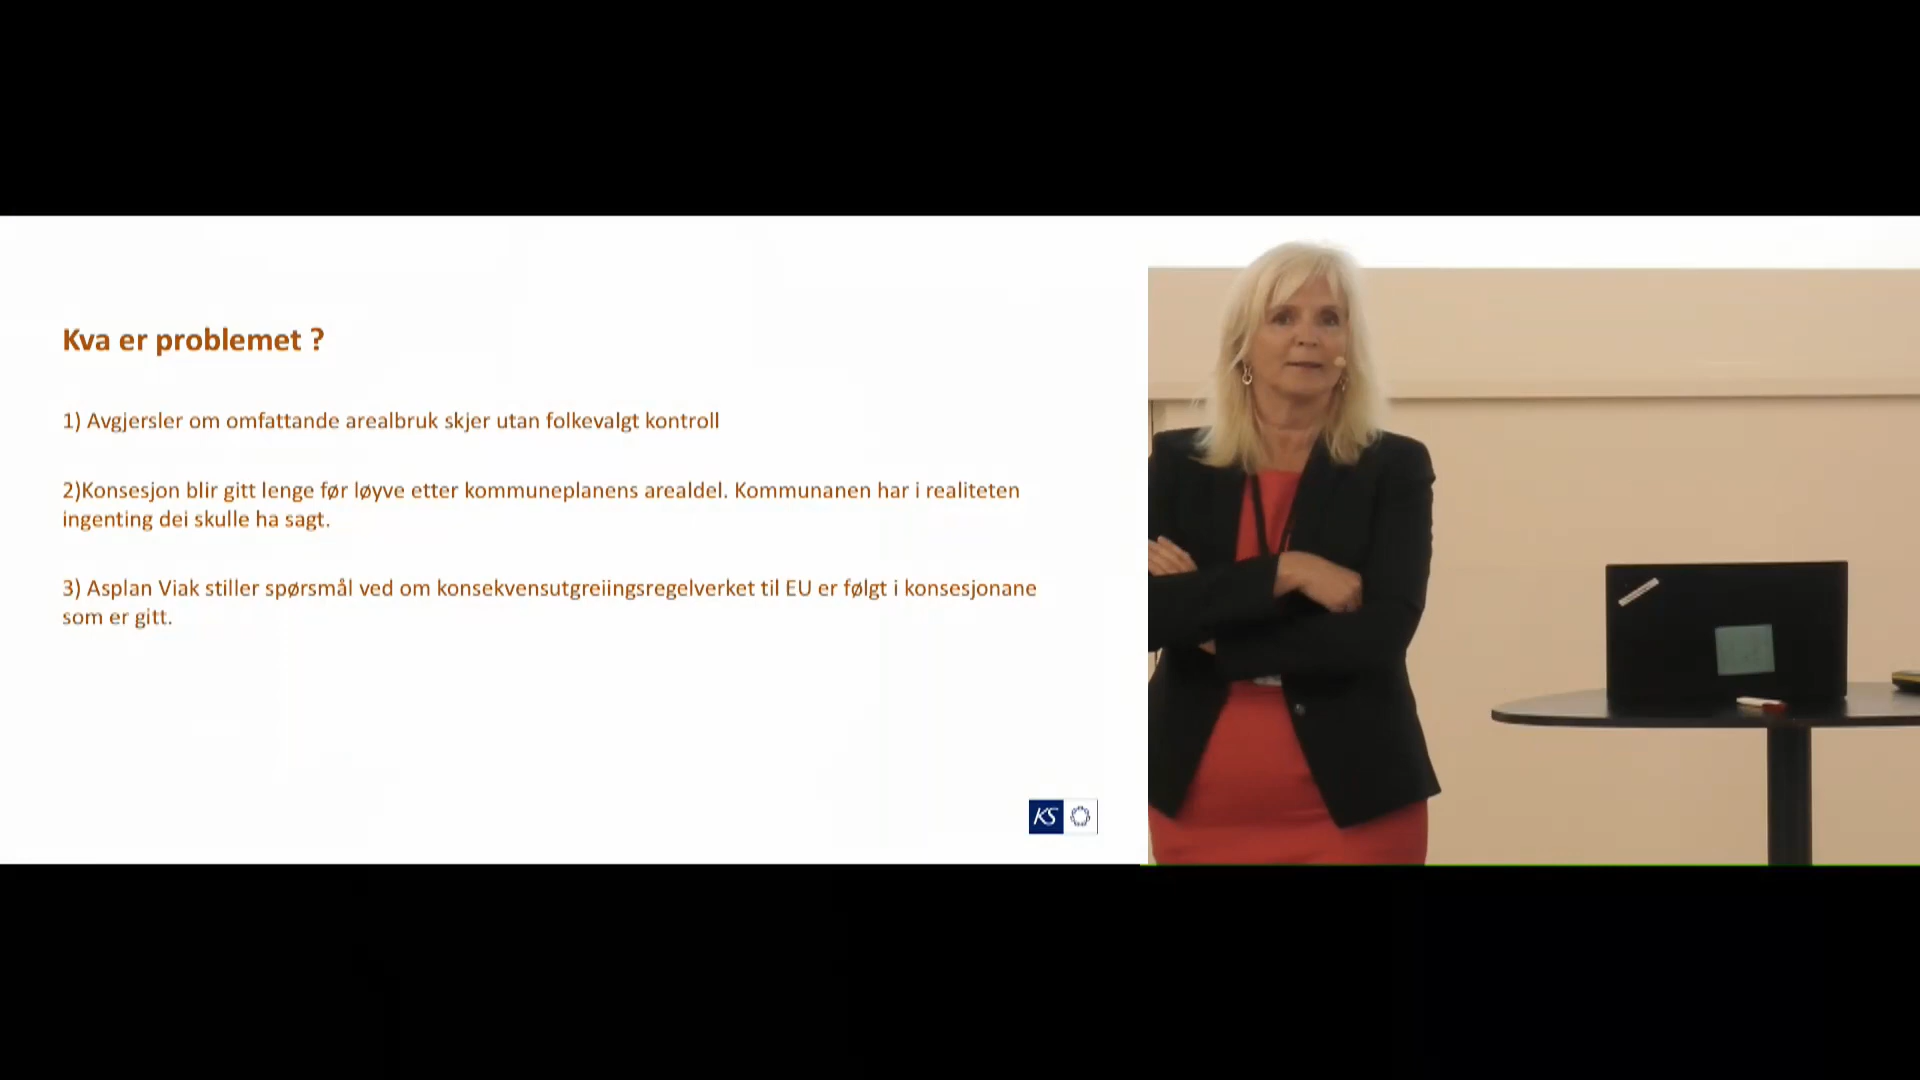 Kva er problemet ?
1) Avgjersler om omfattande arealbruk skjer utan folkevalgt kontroll
2)Konsesjon blir gitt lenge før løyve etter kommuneplanens arealdel. Kommunanen har i realiteten
ingenting dei skulle ha sagt.
3) Asplan Viak stiller spørsmål ved om konsekvensutgreiingsregelverket til EU er følgt i konsesjonane
som er gitt.
KS